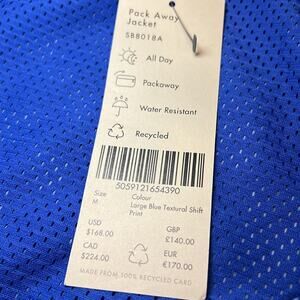 Pack Away
Jacket
SB8018A
All Day
Packaway
Water Resistant
Recycled
5059121654390
Size
M
Colour
Large Blue Textural Shift
Print
USD
$168.00
GBP
£140.00
CAD
$224.00
EUR
€170.00
MADE FROM 100% RECYCLED CARD